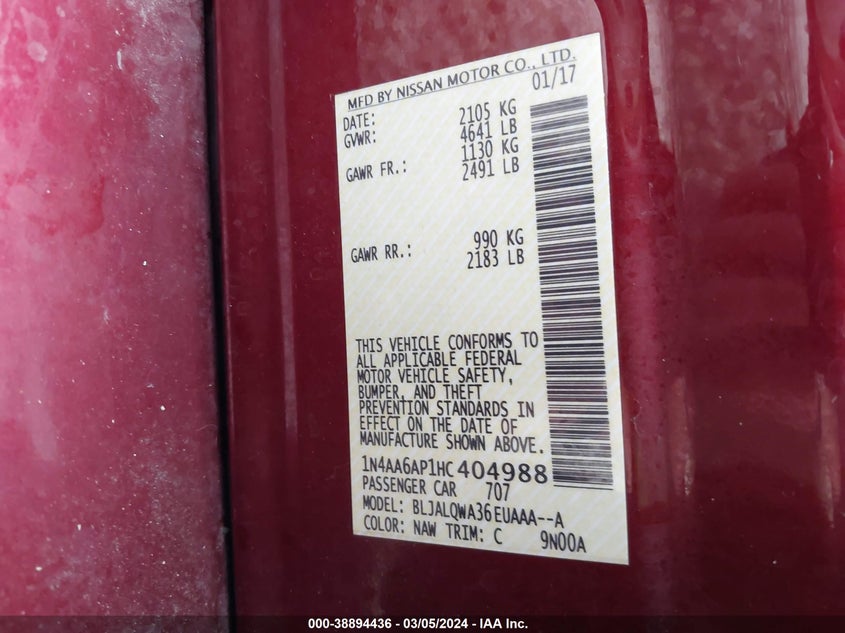 MFD BY NISSAN MOTOR CO., LTD.
DATE: 01/17
GVWR: 2105 KG
4641 LB
GAWR FR.: 1130 KG
2491 LB
GAWR RR.: 990 KG
2183 LB
THIS VEHICLE CONFORMS TO
ALL APPLICABLE FEDERAL
MOTOR VEHICLE SAFETY,
BUMPER, AND THEFT
PREVENTION STANDARDS IN
EFFECT ON THE DATE OF
MANUFACTURE SHOWN ABOVE.
1N4AA6AP1HC404988
PASSENGER CAR 707
MODEL: BLJALQWA36EUAAA--A
COLOR: NAW TRIM: C 9N00A
000-38894436 - 03/05/2024 - IAA Inc.